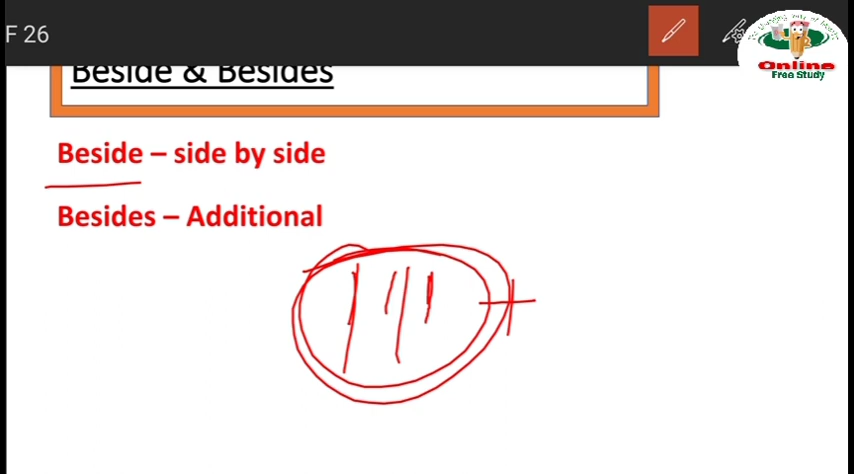 F 26
Online
Free Study
Beside & Besides
Beside – side by side
Besides – Additional